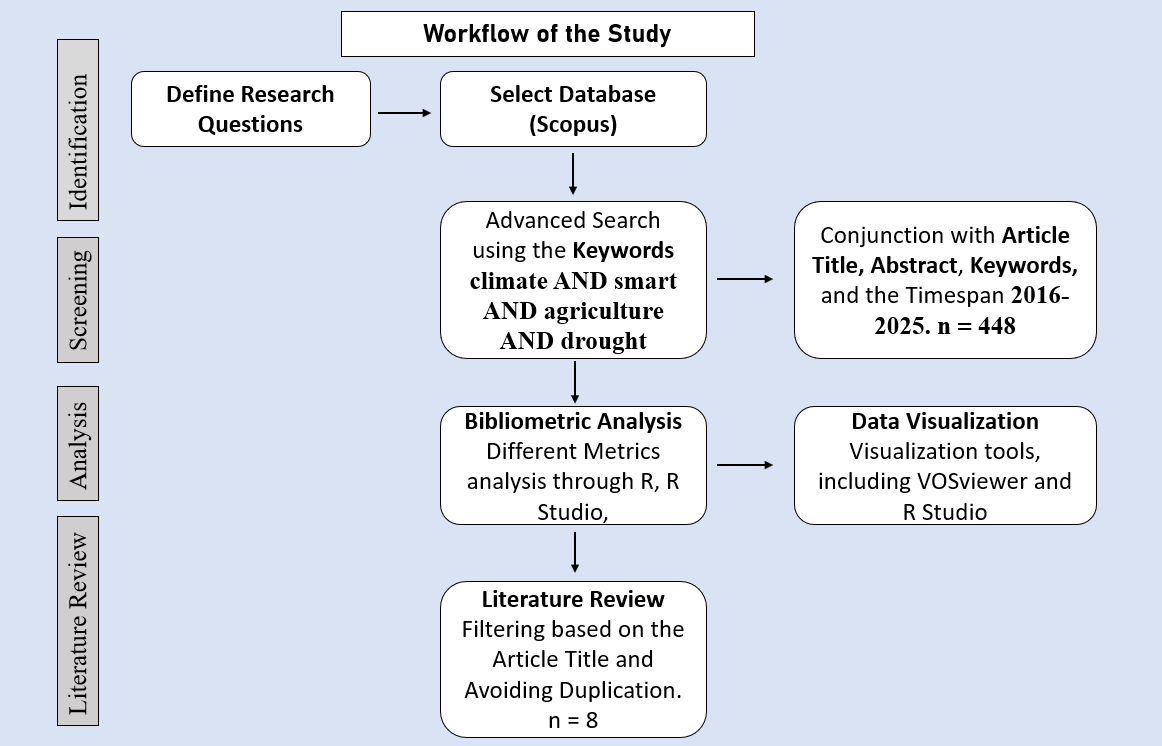 Workflow of the Study
Identification
Define Research
Questions
Select Database
(Scopus)
Screening
Advanced Search
using the Keywords
climate AND smart
AND agriculture
AND drought
Conjunction with Article
Title, Abstract, Keywords,
and the Timespan 2016-
2025. n = 448
Analysis
Bibliometric Analysis
Different Metrics
analysis through R, R
Studio,
Data Visualization
Visualization tools,
including VOSviewer and
R Studio
Literature Review
Literature Review
Filtering based on the
Article Title and
Avoiding Duplication.
n = 8